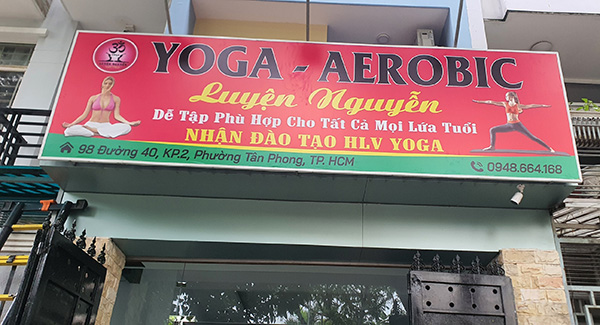 YOGA - AEROBIC
Luyện Nguyễn
Dễ Tập Phù Hợp Cho Tất Cả Mọi Lứa Tuổi
NHẬN ĐÀO TẠO HLV YOGA
98 Đường 40, KP.2, Phường Tân Phong, TP. HCM
0948.664.168